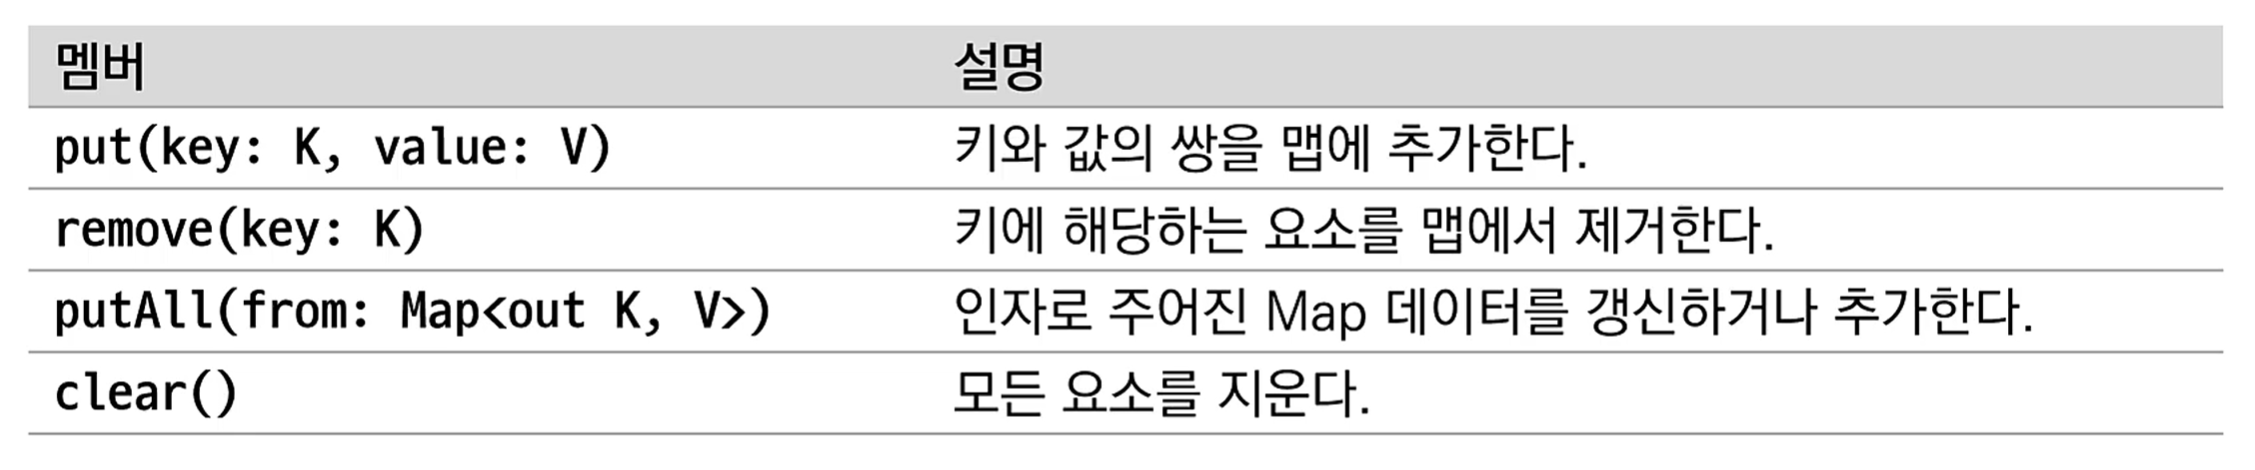 멤버 설명
put(key: K, value: V) 키와 값의 쌍을 맵에 추가한다.
remove(key: K) 키에 해당하는 요소를 맵에서 제거한다.
putAll(from: Map<out K, V>) 인자로 주어진 Map 데이터를 갱신하거나 추가한다.
clear() 모든 요소를 지운다.